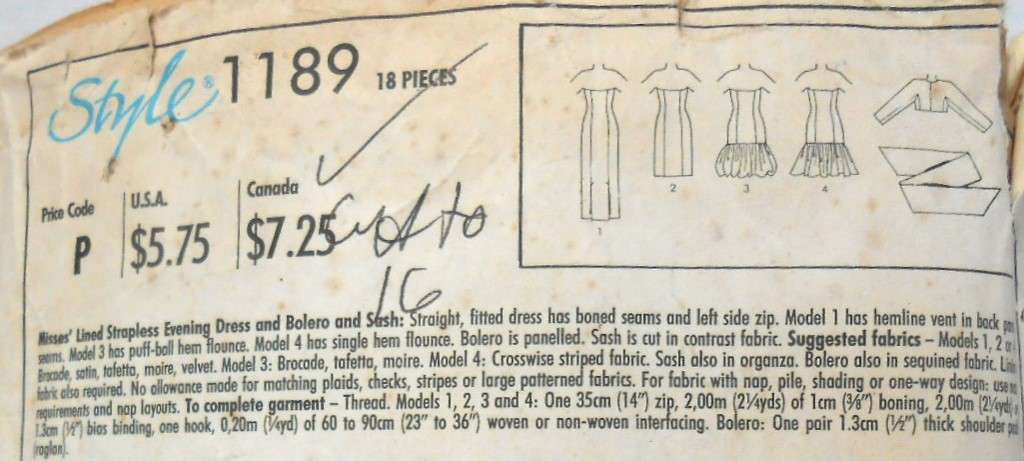 Style® 1189 18 PIECES
Price Code
P
U.S.A.
$5.75
Canada
$7.25
Cut to
16
1
2
3
4
Misses' Lined Strapless Evening Dress and Bolero and Sash: Straight, fitted dress has boned seams and left side zip. Model 1 has hemline vent in back
seams. Model 3 has puff-ball hem flounce. Model 4 has single hem flounce. Bolero is panelled. Sash is cut in contrast fabric. Suggested fabrics – Models 1, 2
Brocade, satin, tafetta, moire, velvet. Model 3: Brocade, tafetta, moire. Model 4: Crosswise striped fabric. Sash also in organza. Bolero also in sequined fabric.
fabric also required. No allowance made for matching plaids, checks, stripes or large patterned fabrics. For fabric with nap, pile, shading or one-way design: use
requirements and nap layouts. To complete garment – Thread. Models 1, 2, 3 and 4: One 35cm (14") zip, 2,00m (2¼yds) of 1cm (⅜") boning, 2,00m (2¼yds)
1.3cm (½") bias binding, one hook, 0,20m (¼yd) of 60 to 90cm (23" to 36") woven or non-woven interfacing. Bolero: One pair 1.3cm (½") thick shoulder
raglan).